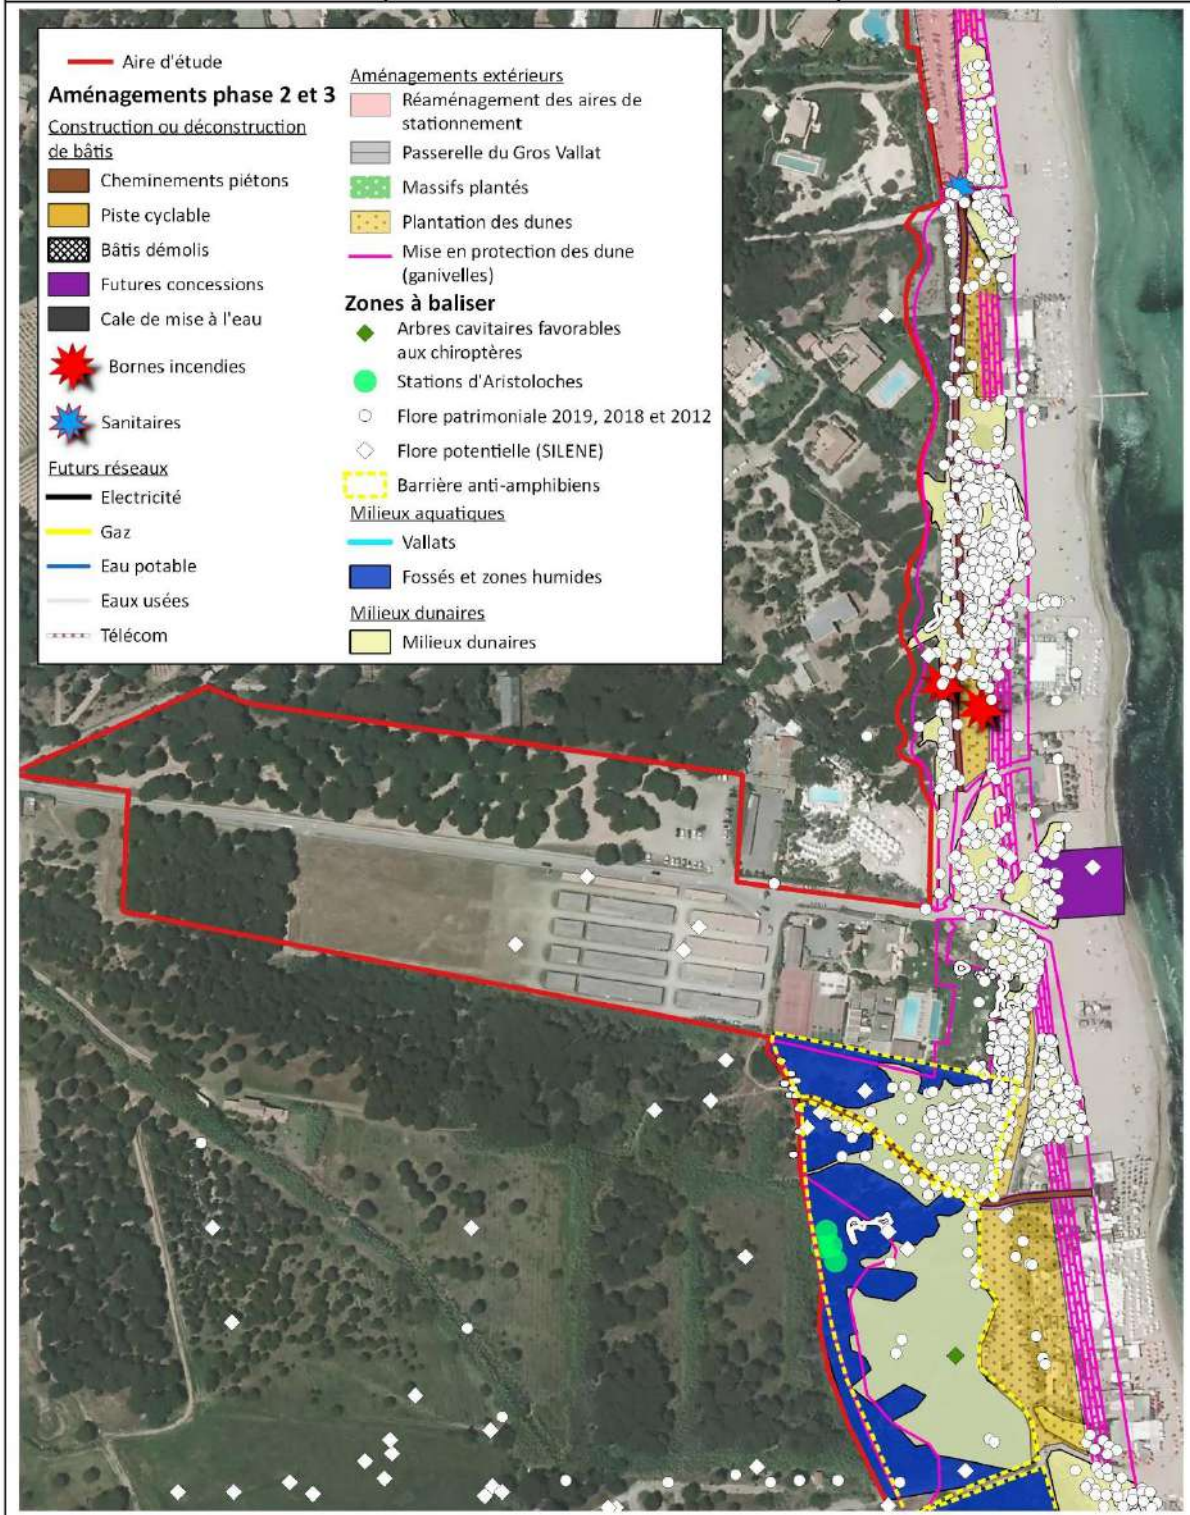 Aire d'étude
Aménagements phase 2 et 3
Construction ou déconstruction
de bâtis
Cheminements piétons
Piste cyclable
Bâtis démolis
Futures concessions
Cale de mise à l'eau
Bornes incendies
Sanitaires
Futurs réseaux
Electricité
Gaz
Eau potable
Eaux usées
Télécom
Aménagements extérieurs
Réaménagement des aires de
stationnement
Passerelle du Gros Vallat
Massifs plantés
Plantation des dunes
Mise en protection des dune
(ganivelles)
Zones à baliser
Arbres cavitaires favorables
aux chiroptères
Stations d'Aristoloches
Flore patrimoniale 2019, 2018 et 2012
Flore potentielle (SILENE)
Barrière anti-amphibiens
Milieux aquatiques
Vallats
Fossés et zones humides
Milieux dunaires
Milieux dunaires